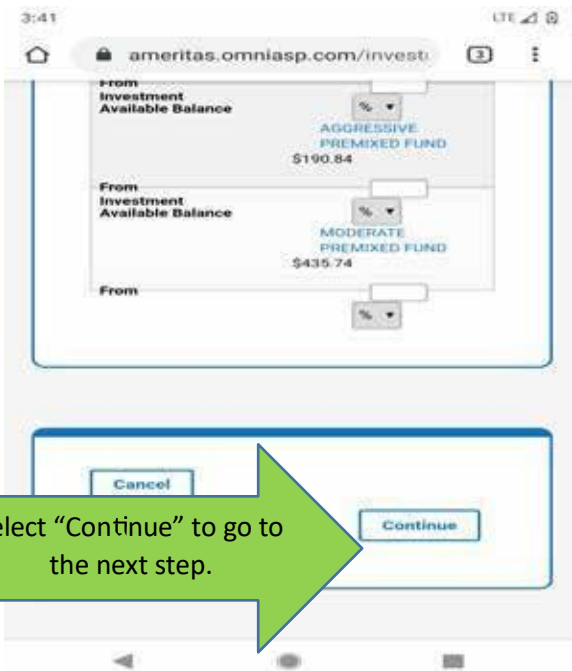 3:41
LTE
ameritas.omniasp.com/invest
3
From
Investment
Available Balance
%
AGGRESSIVE
PREMIXED FUND
$190.84
From
Investment
Available Balance
%
MODERATE
PREMIXED FUND
$435.74
From
%
Cancel
elect “Continue” to go to
the next step.
Continue